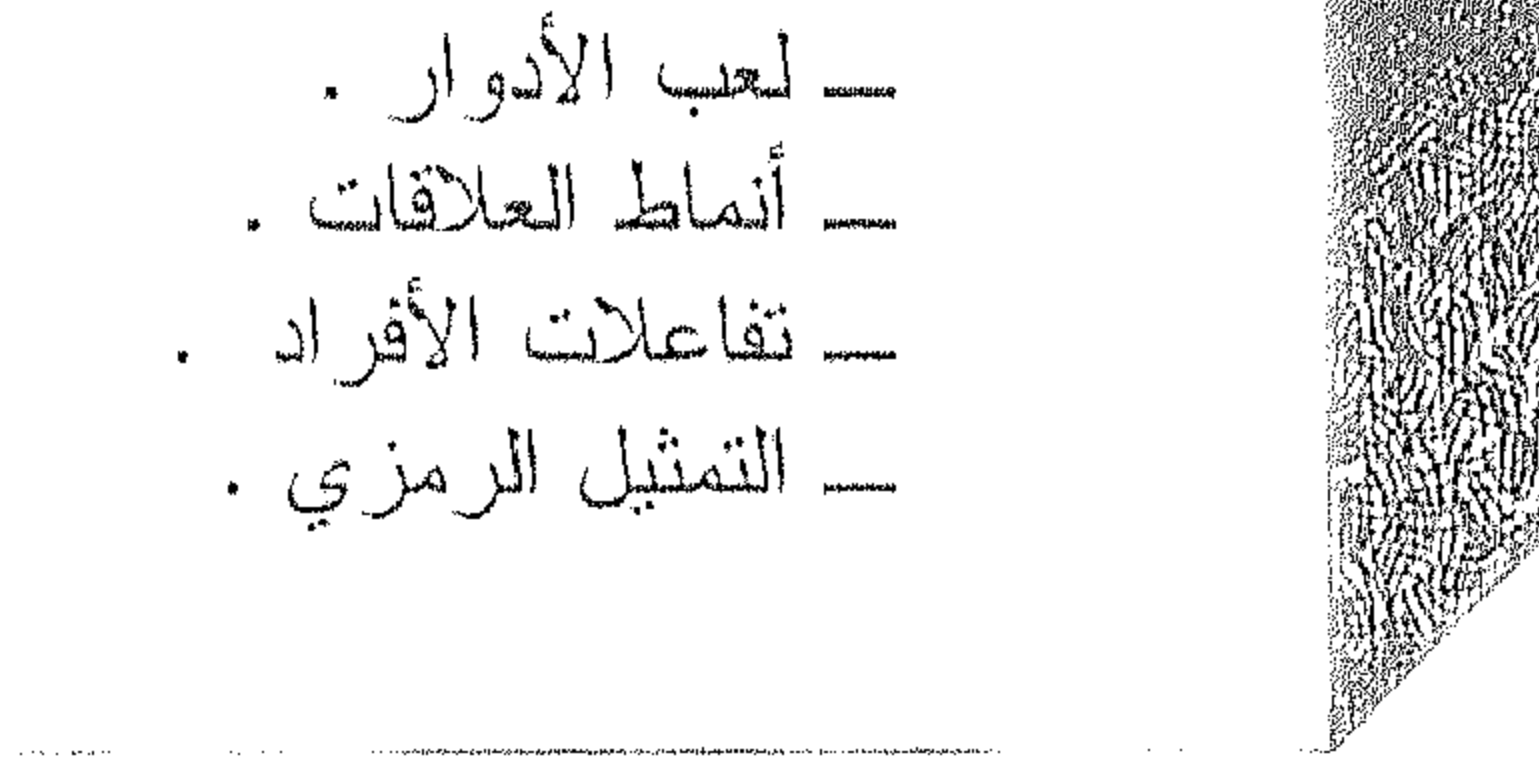 — لعب الأدوار .
— أنماط العلاقات .
— تفاعلات الأفراد .
— التمثيل الرمزي .